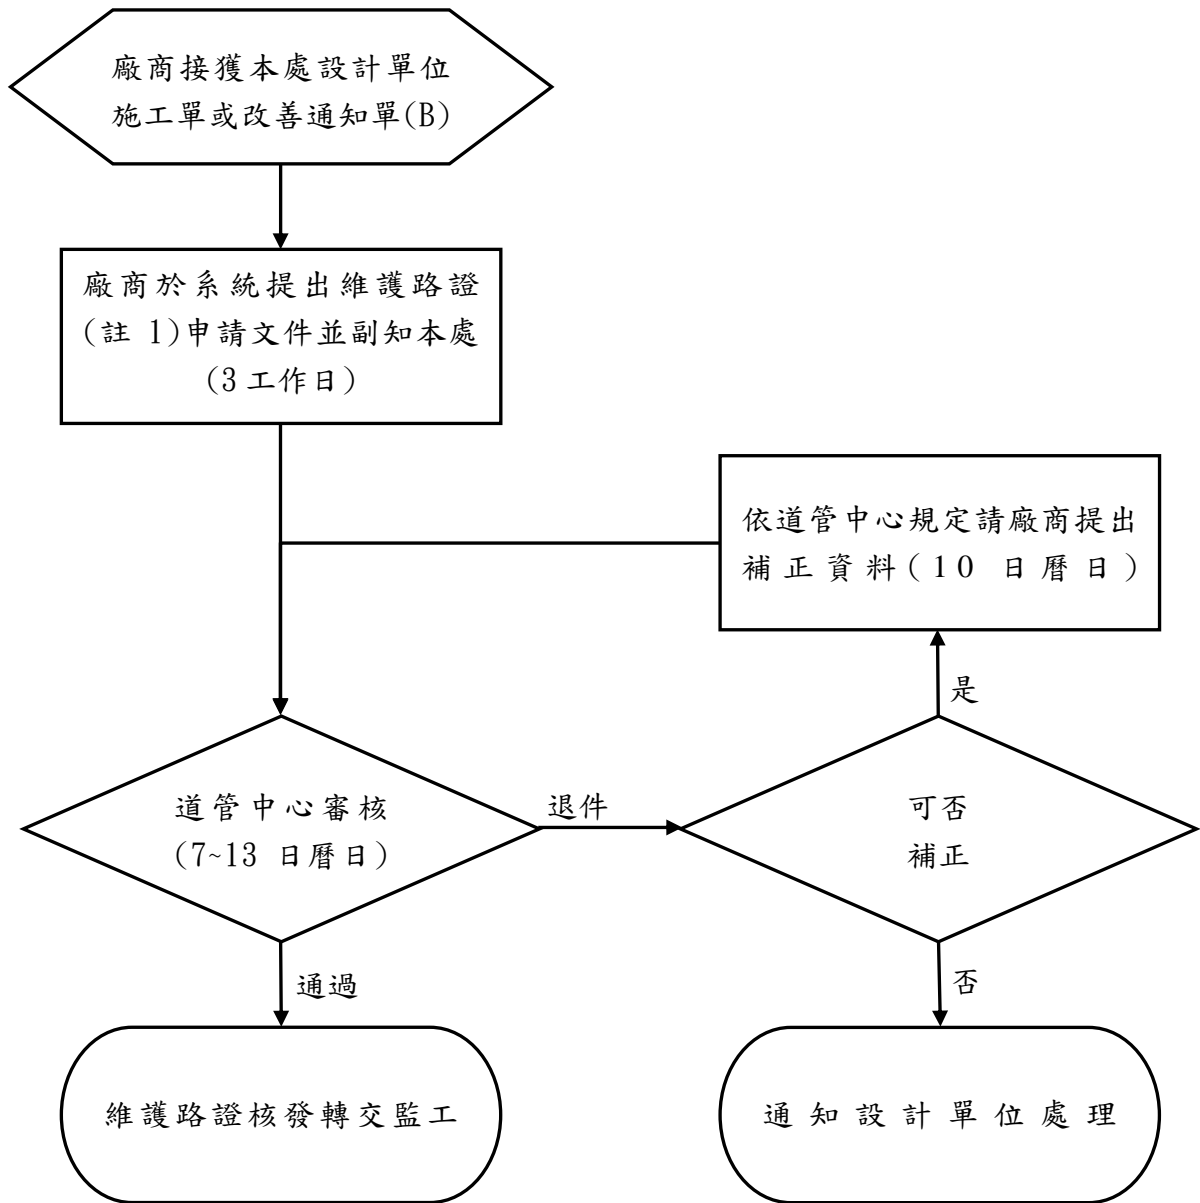 廠商接獲本處設計單位
施工單或改善通知單(B)
廠商於系統提出維護路證
(註 1)申請文件並副知本處
(3工作日)
依道管中心規定請廠商提出
補正資料(10 日曆日)
是
道管中心審核
(7~13 日曆日)
退件
可否
補正
通過
否
維護路證核發轉交監工
通知設計單位處理